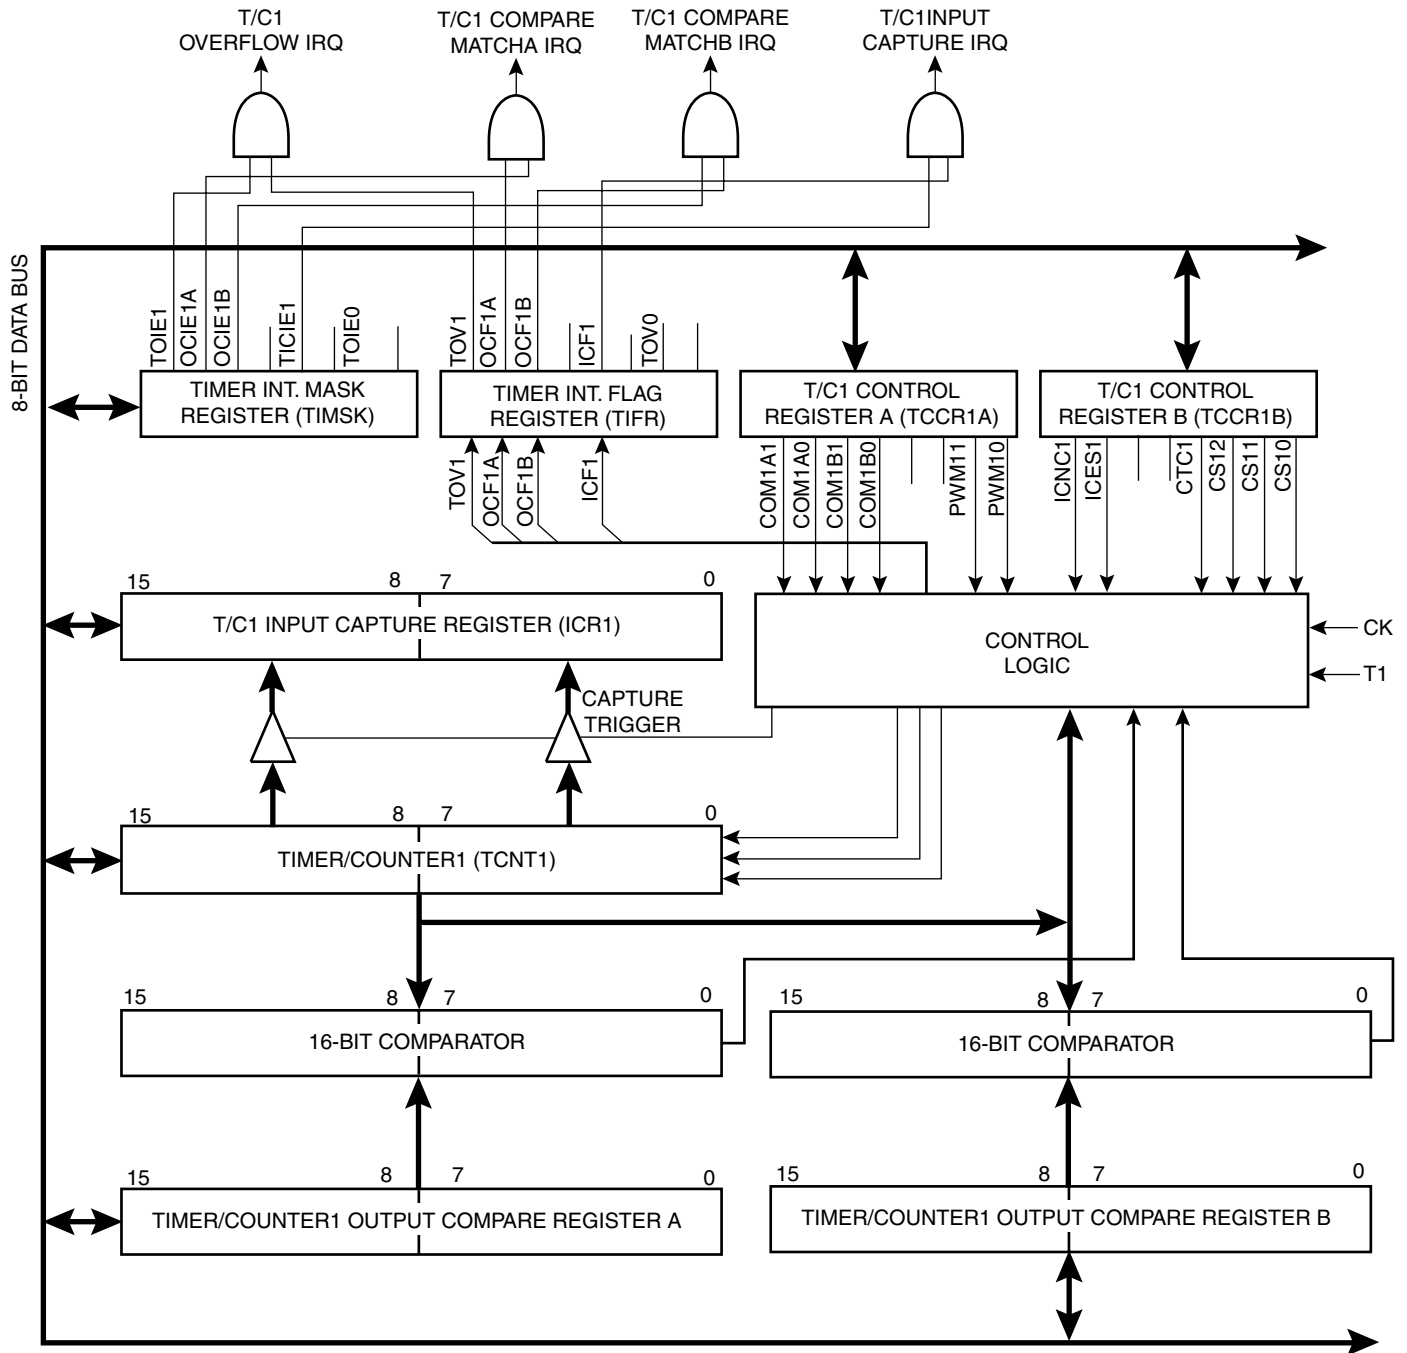 T/C1
OVERFLOW IRQ
T/C1 COMPARE
MATCHA IRQ
T/C1 COMPARE
MATCHB IRQ
T/C1INPUT
CAPTURE IRQ
8-BIT DATA BUS
TOIE1
OCIE1A
OCIE1B
TICIE1
TOIE0
TOV1
OCF1A
OCF1B
ICF1
TOV0
TIMER INT. MASK
REGISTER (TIMSK)
TIMER INT. FLAG
REGISTER (TIFR)
T/C1 CONTROL
REGISTER A (TCCR1A)
T/C1 CONTROL
REGISTER B (TCCR1B)
TOV1
OCF1A
OCF1B
ICF1
COM1A1
COM1A0
COM1B1
COM1B0
PWM11
PWM10
ICNC1
ICES1
CTC1
CS12
CS11
CS10
15 8 7 0
T/C1 INPUT CAPTURE REGISTER (ICR1)
CONTROL
LOGIC
CK
T1
CAPTURE
TRIGGER
15 8 7 0
TIMER/COUNTER1 (TCNT1)
15 8 7 0
16-BIT COMPARATOR
15 8 7 0
16-BIT COMPARATOR
15 8 7 0
TIMER/COUNTER1 OUTPUT COMPARE REGISTER A
15 8 7 0
TIMER/COUNTER1 OUTPUT COMPARE REGISTER B